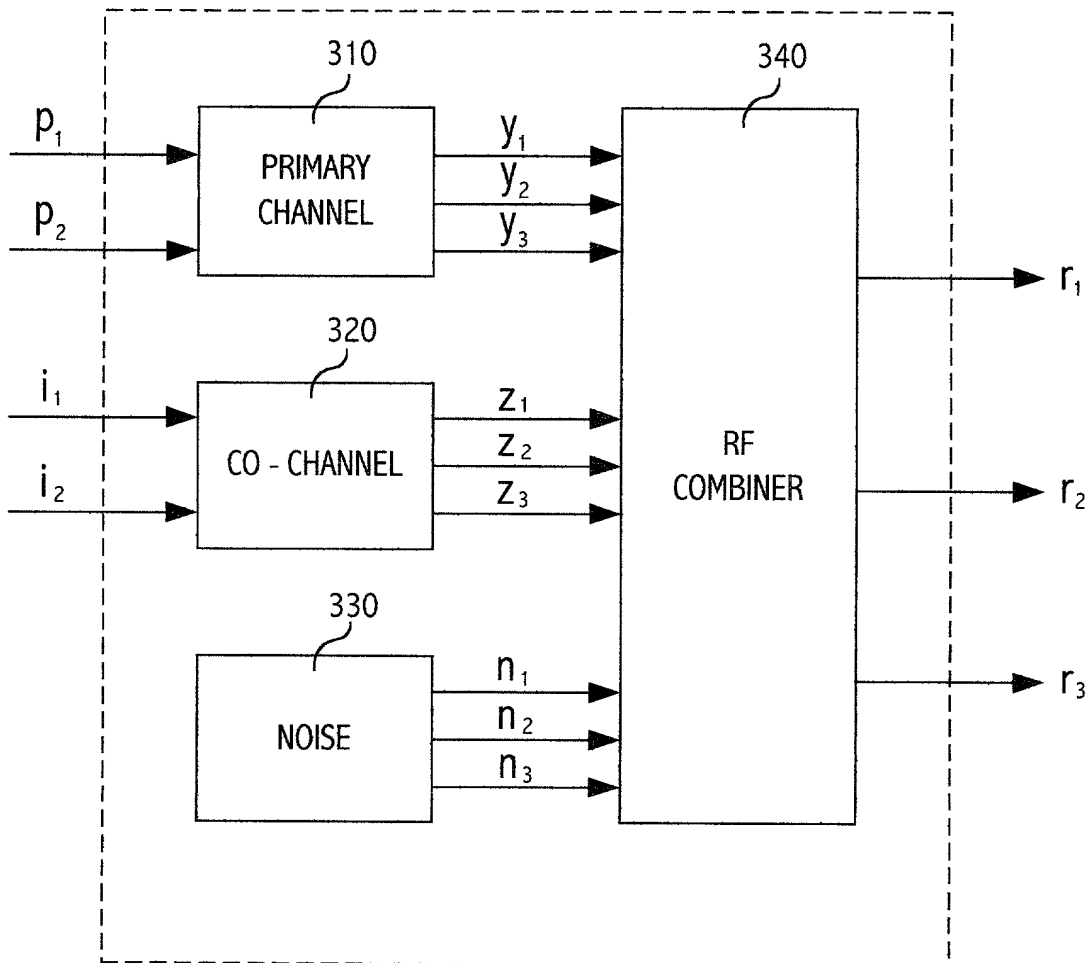 310
340
p₁
p₂
PRIMARY
CHANNEL
y₁
y₂
y₃
r₁
320
i₁
i₂
CO - CHANNEL
z₁
z₂
z₃
RF
COMBINER
r₂
330
NOISE
n₁
n₂
n₃
r₃